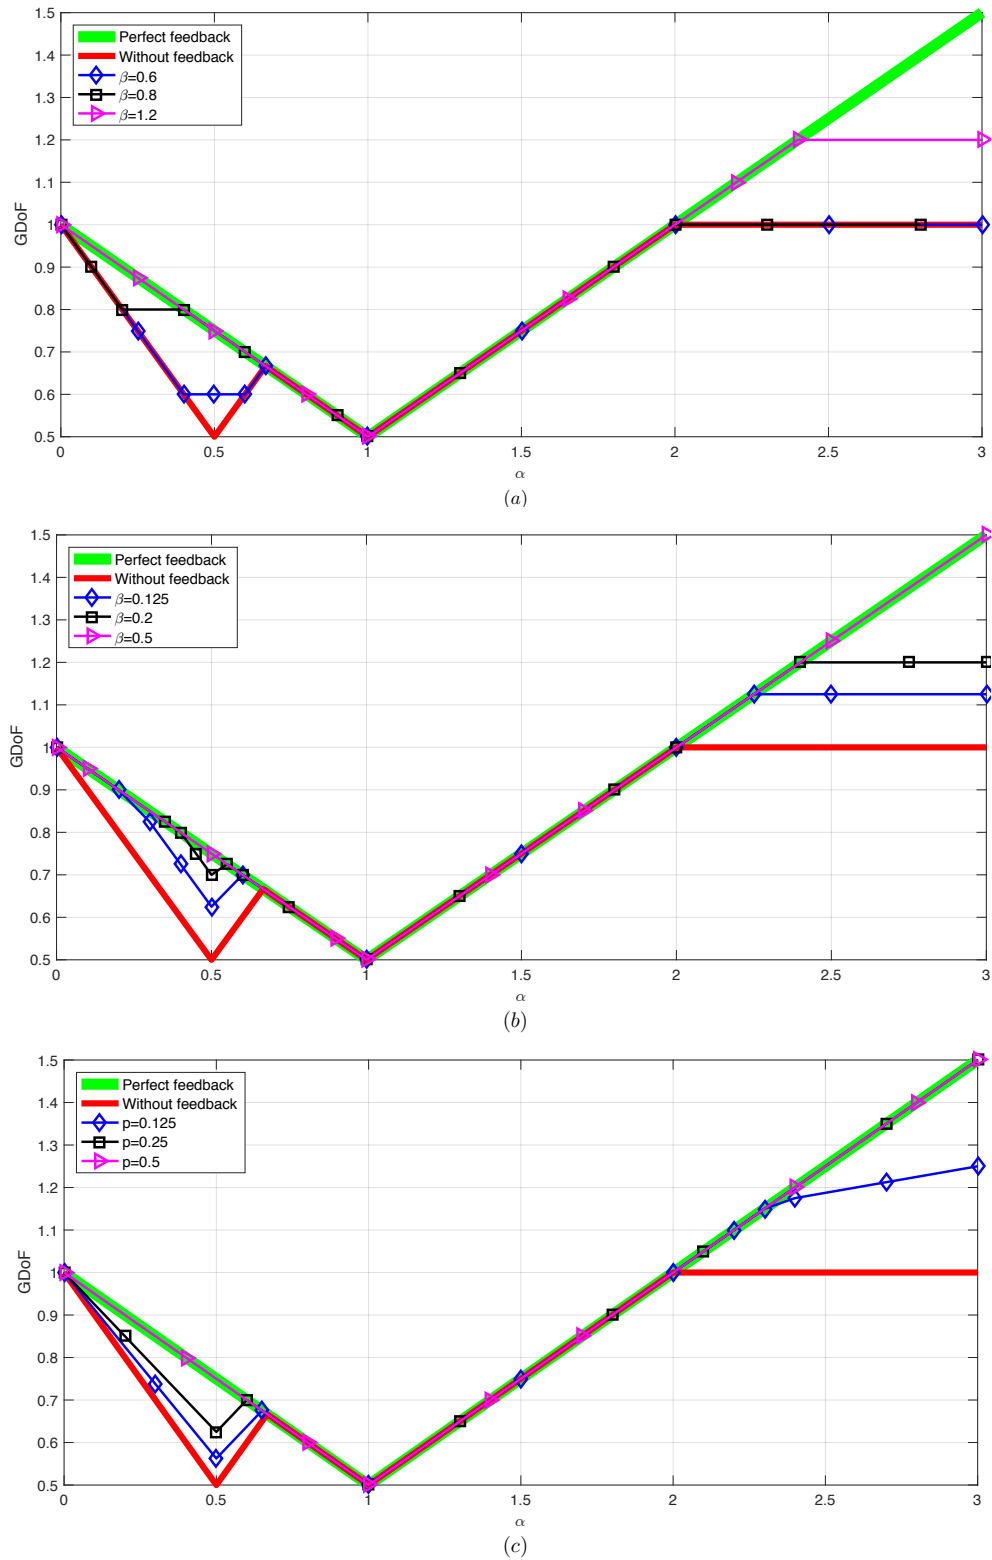 1.5
1.4
1.3
1.2
1.1
1
0.9
0.8
0.7
0.6
0.5
GDoF
Perfect feedback
Without feedback
β=0.6
β=0.8
β=1.2
0 0.5 1 1.5 2 2.5 3
α
(a)
1.5
1.4
1.3
1.2
1.1
1
0.9
0.8
0.7
0.6
0.5
GDoF
Perfect feedback
Without feedback
β=0.125
β=0.2
β=0.5
0 0.5 1 1.5 2 2.5 3
α
(b)
1.5
1.4
1.3
1.2
1.1
1
0.9
0.8
0.7
0.6
0.5
GDoF
Perfect feedback
Without feedback
p=0.125
p=0.25
p=0.5
0 0.5 1 1.5 2 2.5 3
α
(c)